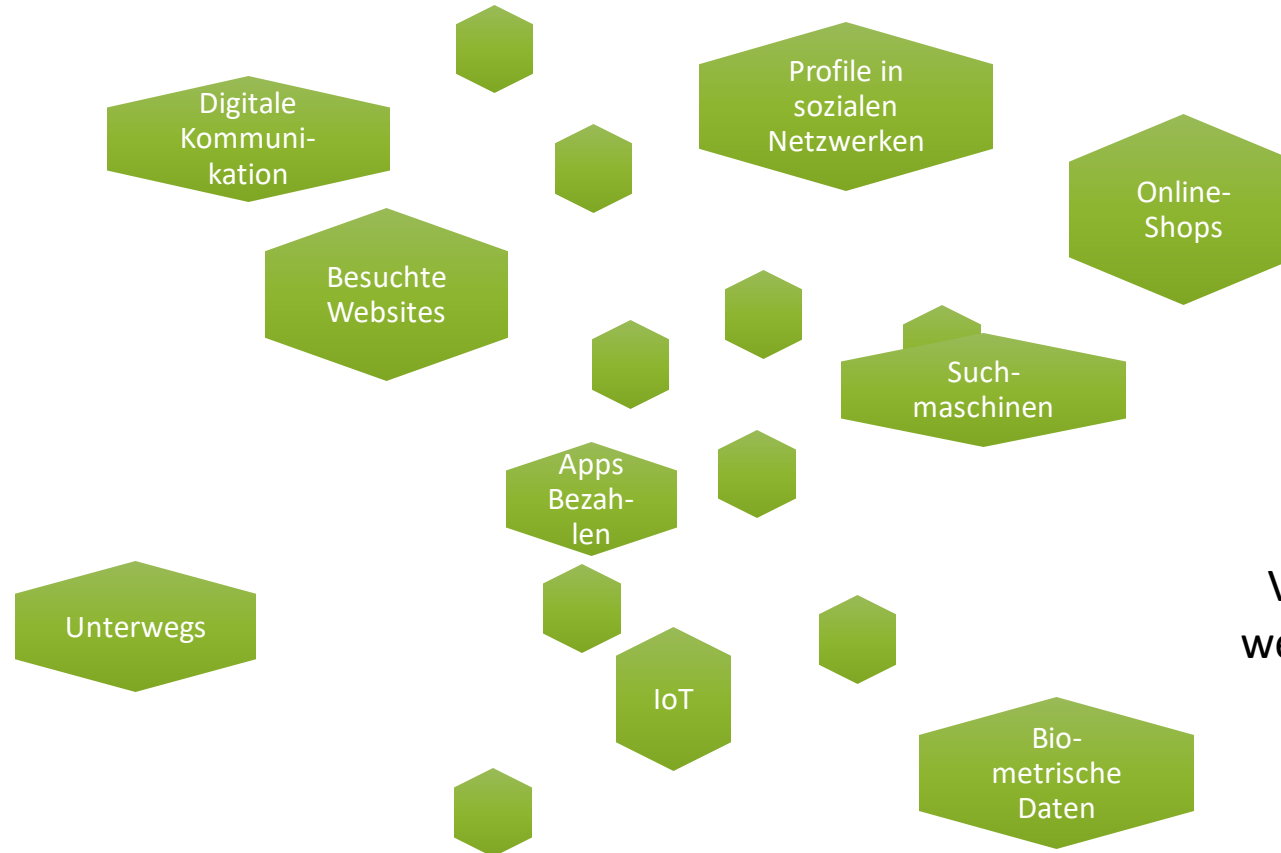 Digitale
Kommuni-
kation
Profile in
sozialen
Netzwerken
Online-
Shops
Besuchte
Websites
Such-
maschinen
Apps
Bezah-
len
Unterwegs
IoT
Bio-
metrische
Daten